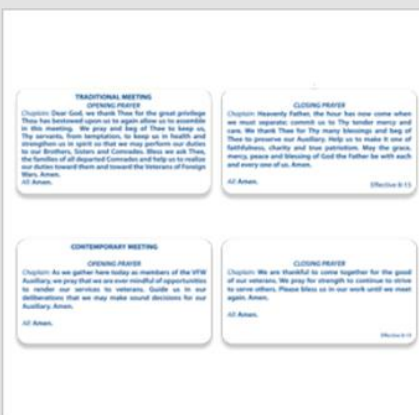 TRADITIONAL MEETING
OPENING PRAYER
Chaplain: Dear God, we thank Thee for the great privilege
Thou has bestowed upon us to again allow us to assemble
in this meeting. We pray and beg of Thee to keep us,
Thy servants, from temptation, to keep us in health and
strengthen us in spirit so that we may perform our duties
to our Brothers, Sisters and Comrades. Bless we ask Thee,
the families of all departed Comrades and help us to realize
our duties toward them and toward the Veterans of Foreign
Wars. Amen.
All: Amen.
CLOSING PRAYER
Chaplain: Heavenly Father, the hour has now come when
we must separate; commit us to Thy tender mercy and
care. We thank Thee for Thy many blessings and beg of
Thee to preserve our Auxiliary. Help us to make it one of
faithfulness, charity and true patriotism. May the grace,
mercy, peace and blessing of God the Father be with each
and every one of us. Amen.
All: Amen.
Effective 8/15
CONTEMPORARY MEETING
OPENING PRAYER
Chaplain: As we gather here today as members of the VFW
Auxiliary, we pray that we are ever mindful of opportunities
to render our services to veterans. Guide us in our
deliberations that we may make sound decisions for our
Auxiliary. Amen.
All: Amen.
CLOSING PRAYER
Chaplain: We are thankful to come together for the good
of our veterans. We pray for strength to continue to strive
to serve others. Please bless us in our work until we meet
again. Amen.
All: Amen.
Effective